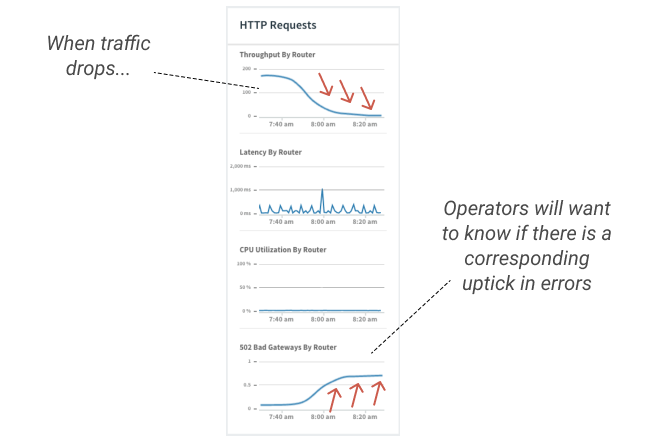 HTTP Requests
When traffic
drops...
Throughput By Router
200
100
0
7:40 am 8:00 am 8:20 am
Latency By Router
2,000 ms
1,000 ms
0 ms
7:40 am 8:00 am 8:20 am
Operators will want
to know if there is a
corresponding
uptick in errors
CPU Utilization By Router
100 %
50 %
0 %
7:40 am 8:00 am 8:20 am
502 Bad Gateways By Router
1
0.5
0
7:40 am 8:00 am 8:20 am